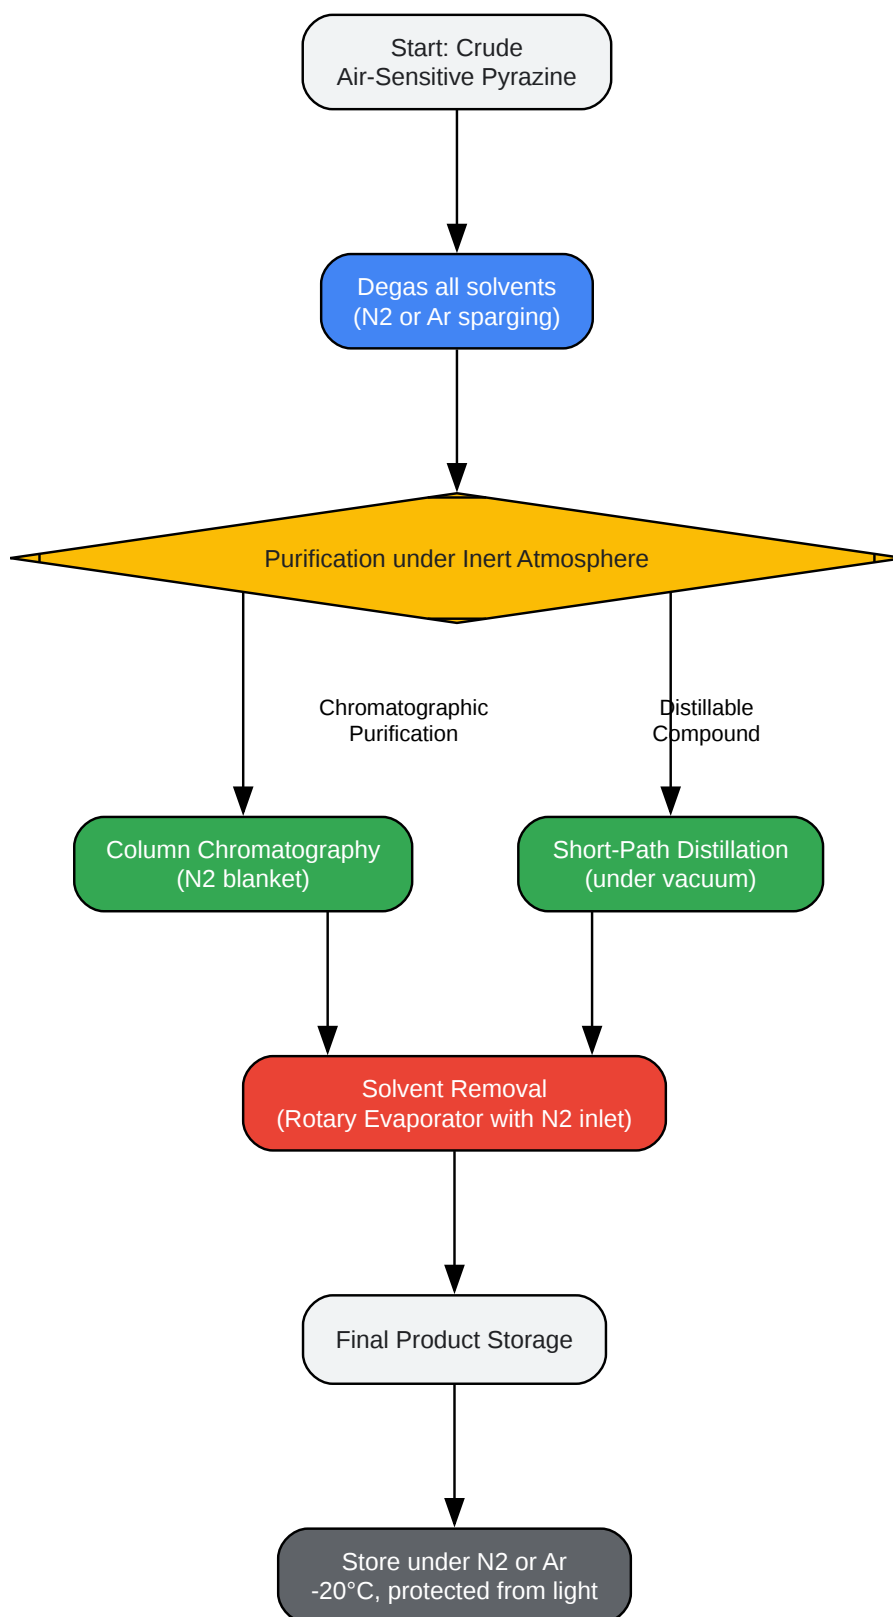 Start: Crude
Air-Sensitive Pyrazine
Degas all solvents
(N2 or Ar sparging)
Purification under Inert Atmosphere
Chromatographic
Purification
Distillable
Compound
Column Chromatography
(N2 blanket)
Short-Path Distillation
(under vacuum)
Solvent Removal
(Rotary Evaporator with N2 inlet)
Final Product Storage
Store under N2 or Ar
-20°C, protected from light